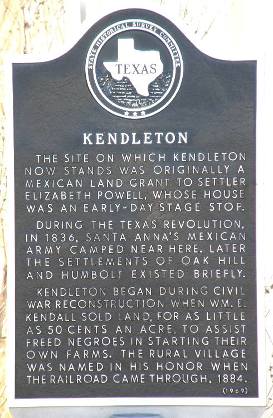 STATE HISTORICAL SURVEY COMMITTEE
TEXAS
KENDLETON
THE SITE ON WHICH KENDLETON
NOW STANDS WAS ORIGINALLY A
MEXICAN LAND GRANT TO SETTLER
ELIZABETH POWELL, WHOSE HOUSE
WAS AN EARLY-DAY STAGE STOP.
DURING THE TEXAS REVOLUTION,
IN 1836, SANTA ANNA'S MEXICAN
ARMY CAMPED NEAR HERE. LATER
THE SETTLEMENTS OF OAK HILL
AND HUMBOLT EXISTED BRIEFLY.
KENDLETON BEGAN DURING CIVIL
WAR RECONSTRUCTION WHEN WM. E.
KENDALL SOLD LAND, FOR AS LITTLE
AS 50 CENTS AN ACRE, TO ASSIST
FREED NEGROES IN STARTING THEIR
OWN FARMS. THE RURAL VILLAGE
WAS NAMED IN HIS HONOR WHEN
THE RAILROAD CAME THROUGH, 1884.
(1969)